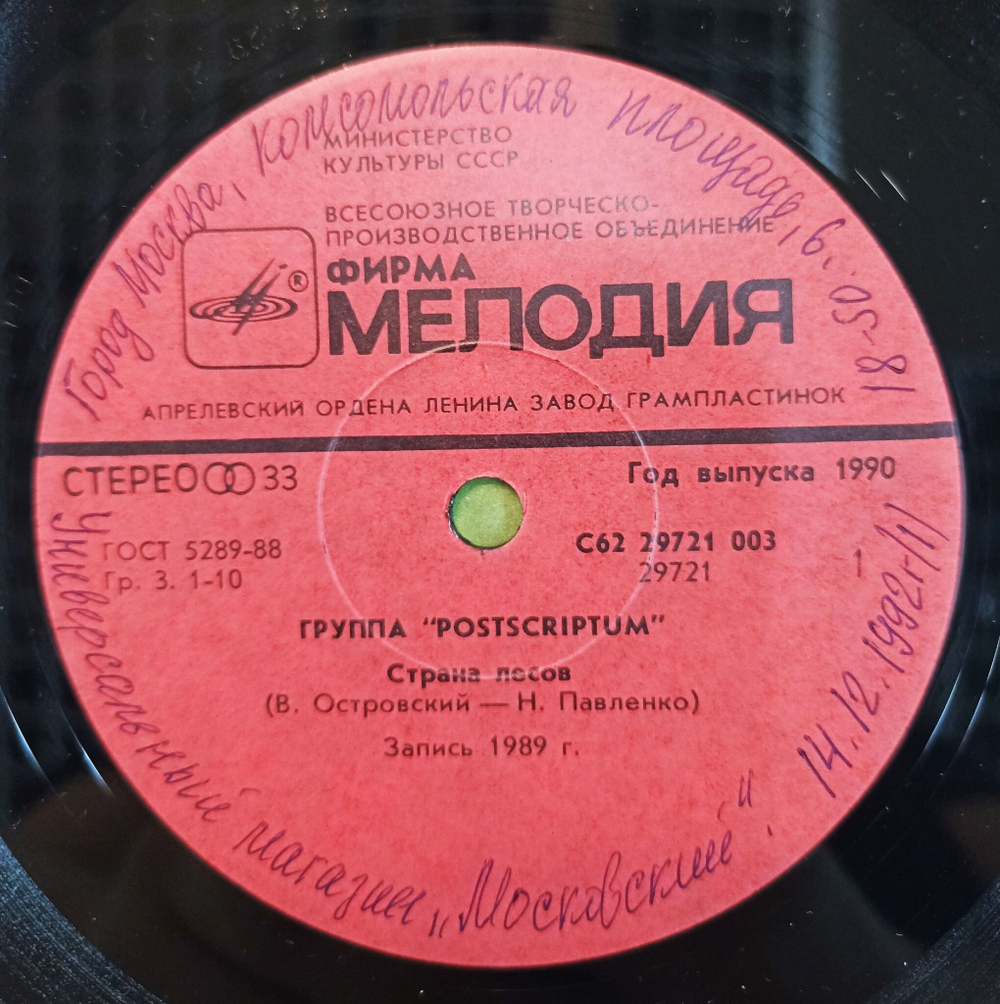 Город Москва, комсомольская площадь, 6. 18-50
МИНИСТЕРСТВО
КУЛЬТУРЫ СССР
ВСЕСОЮЗНОЕ ТВОРЧЕСКО-
ПРОИЗВОДСТВЕННОЕ ОБЪЕДИНЕНИЕ
ФИРМА
МЕЛОДИЯ
®
АПРЕЛЕВСКИЙ ОРДЕНА ЛЕНИНА ЗАВОД ГРАМПЛАСТИНОК
СТЕРЕО 33
Год выпуска 1990
ГОСТ 5289-88
Гр. 3. 1-10
С62 29721 003
29721
1
ГРУППА "POSTSCRIPTUM"
Страна лесов
(В. Островский — Н. Павленко)
Запись 1989 г.
Универсальный магазин „Московский".
14.12.1992г/1/